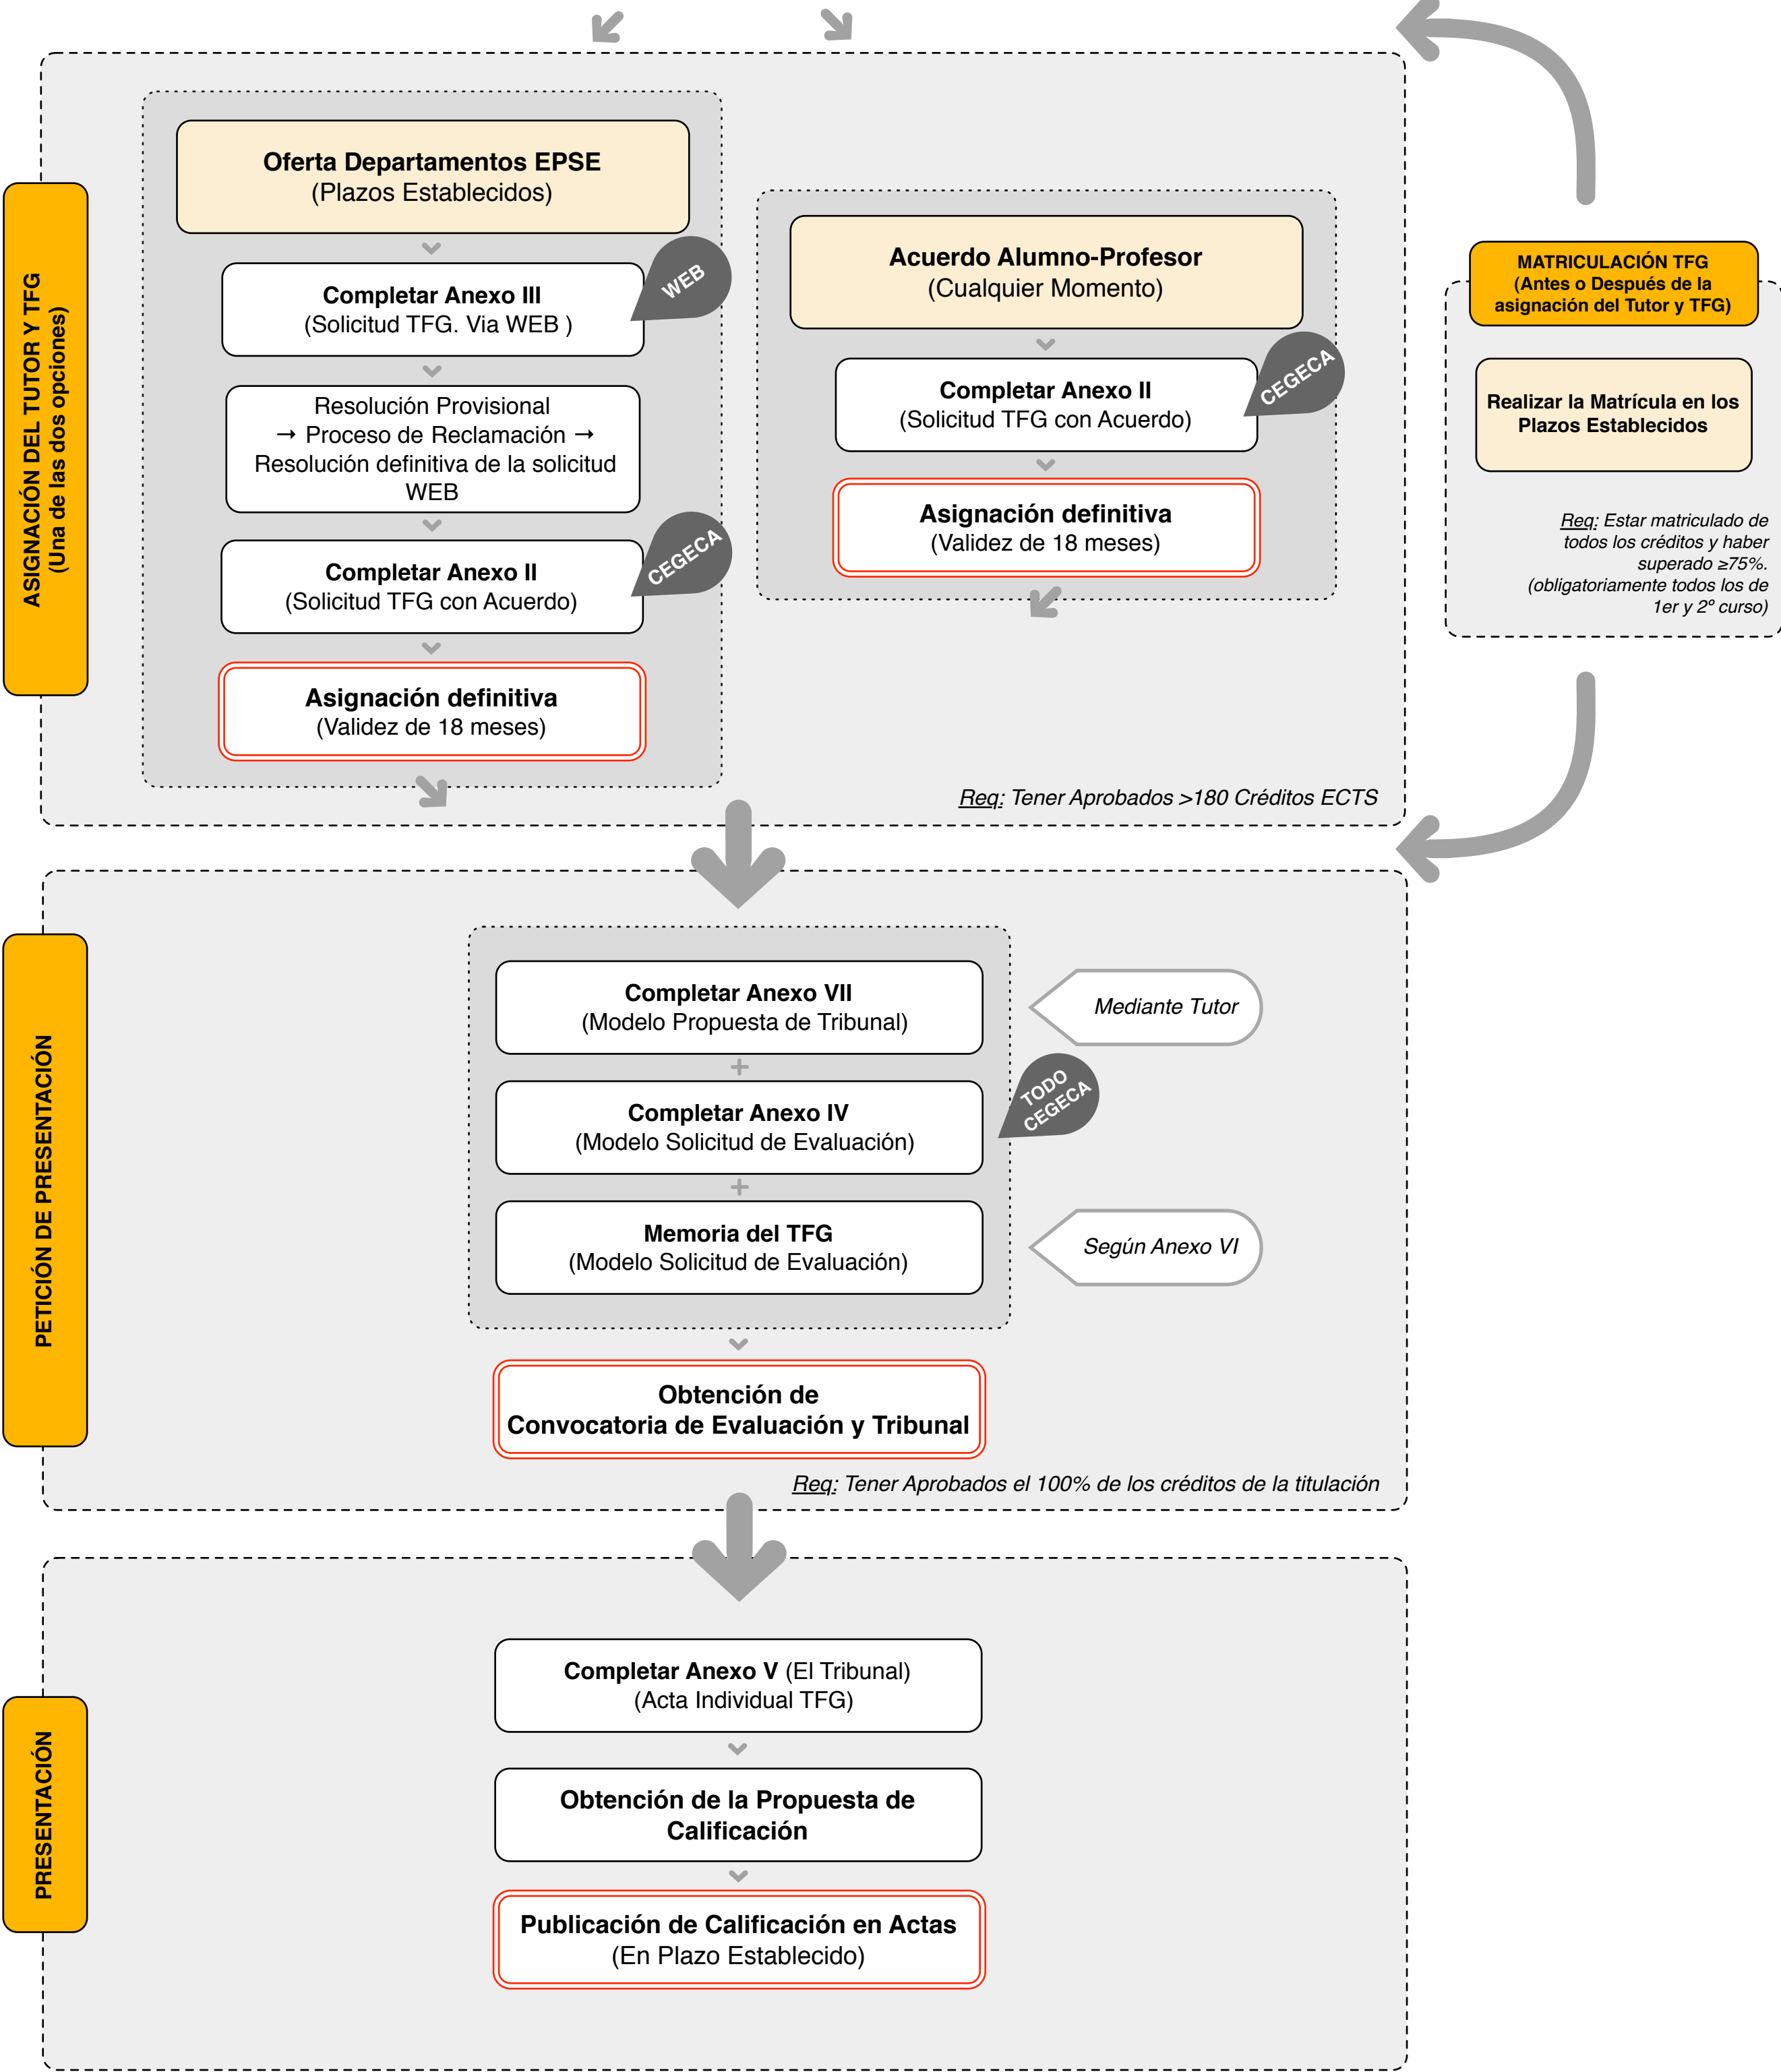 ASIGNACIÓN DEL TUTOR Y TFG
(Una de las dos opciones)
Oferta Departamentos EPSE
(Plazos Establecidos)
Completar Anexo III
(Solicitud TFG. Via WEB )
WEB
Resolución Provisional
→ Proceso de Reclamación →
Resolución definitiva de la solicitud
WEB
Completar Anexo II
(Solicitud TFG con Acuerdo)
CEGECA
Asignación definitiva
(Validez de 18 meses)
Acuerdo Alumno-Profesor
(Cualquier Momento)
Completar Anexo II
(Solicitud TFG con Acuerdo)
CEGECA
Asignación definitiva
(Validez de 18 meses)
Req: Tener Aprobados >180 Créditos ECTS
MATRICULACIÓN TFG
(Antes o Después de la
asignación del Tutor y TFG)
Realizar la Matrícula en los
Plazos Establecidos
Req: Estar matriculado de
todos los créditos y haber
superado ≥75%.
(obligatoriamente todos los de
1er y 2º curso)
PETICIÓN DE PRESENTACIÓN
Completar Anexo VII
(Modelo Propuesta de Tribunal)
Mediante Tutor
+
Completar Anexo IV
(Modelo Solicitud de Evaluación)
TODO
CEGECA
+
Memoria del TFG
(Modelo Solicitud de Evaluación)
Según Anexo VI
Obtención de
Convocatoria de Evaluación y Tribunal
Req: Tener Aprobados el 100% de los créditos de la titulación
PRESENTACIÓN
Completar Anexo V (El Tribunal)
(Acta Individual TFG)
Obtención de la Propuesta de
Calificación
Publicación de Calificación en Actas
(En Plazo Establecido)